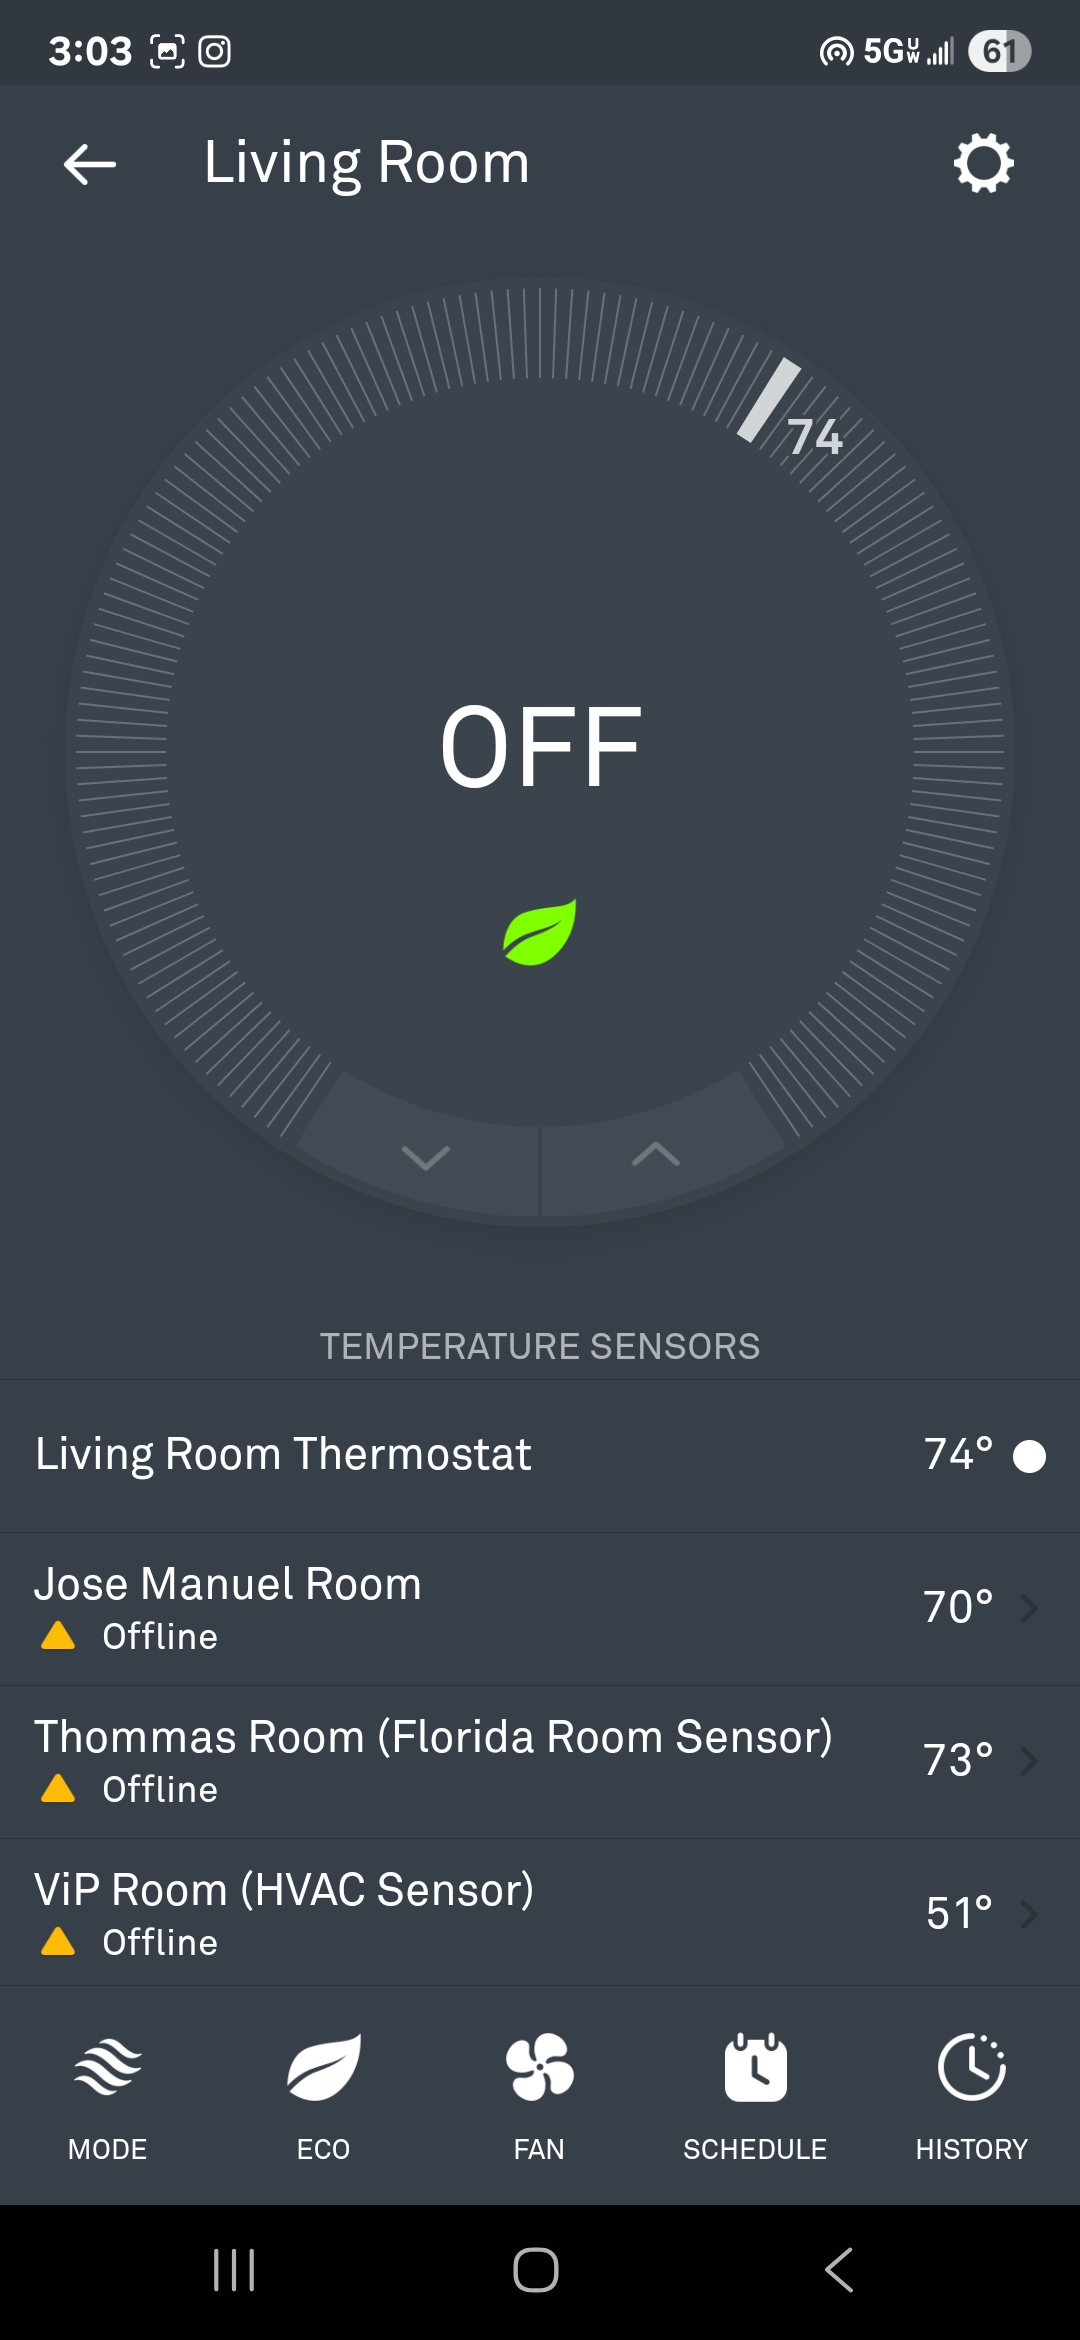 3:03
5G UW
61
Living Room
74
OFF
TEMPERATURE SENSORS
Living Room Thermostat 74°
Jose Manuel Room
Offline
70°
Thommas Room (Florida Room Sensor)
Offline
73°
ViP Room (HVAC Sensor)
Offline
51°
MODE ECO FAN SCHEDULE HISTORY